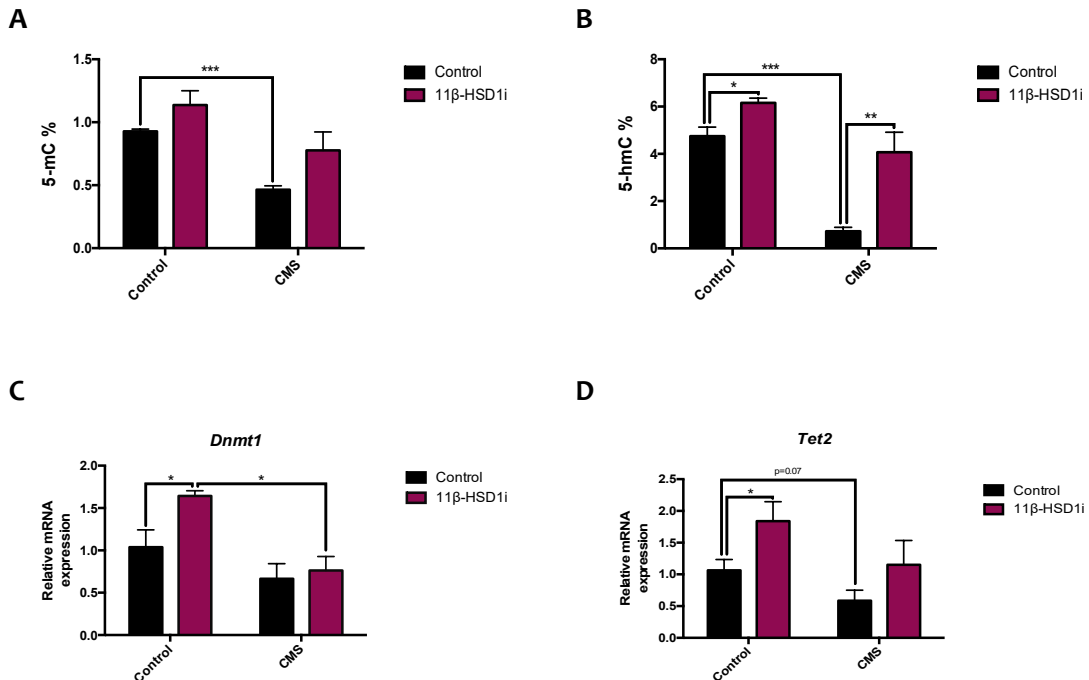 A
1.5
1.0
0.5
0.0
5-mC %
***
Control
CMS
Control
11β-HSD1i
B
8
6
4
2
0
5-hmC %
***
*
**
Control
CMS
Control
11β-HSD1i
C
Dnmt1
2.0
1.5
1.0
0.5
0.0
Relative mRNA
expression
*
*
Control
CMS
Control
11β-HSD1i
D
Tet2
2.5
2.0
1.5
1.0
0.5
0.0
Relative mRNA
expression
p=0.07
*
Control
CMS
Control
11β-HSD1i